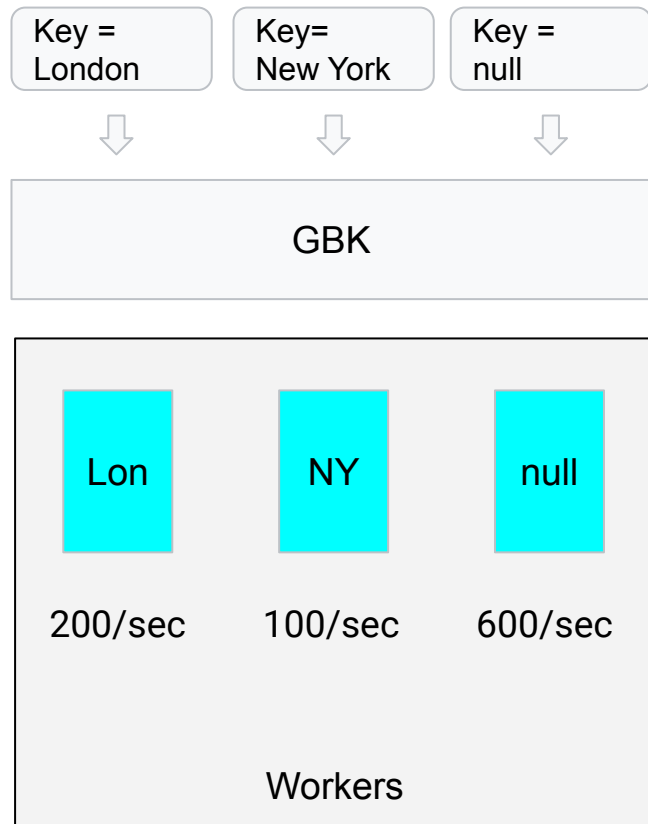 Key =
London
Key=
New York
Key =
null
GBK
Lon
NY
null
200/sec
100/sec
600/sec
Workers